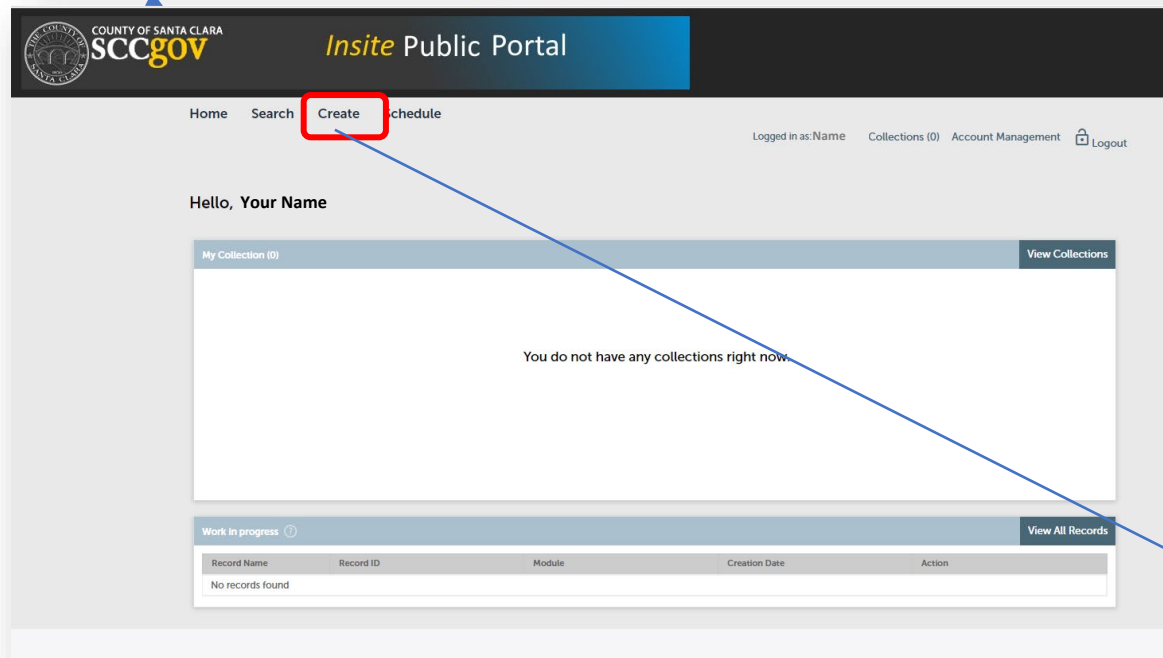 COUNTY OF SANTA CLARA
sccgov
Insite Public Portal
Home Search Create Schedule
Logged in as:Name Collections (0) Account Management Logout
Hello, Your Name
My Collection (0) View Collections
You do not have any collections right now.
Work in progress ? View All Records
Record Name Record ID Module Creation Date Action
No records found